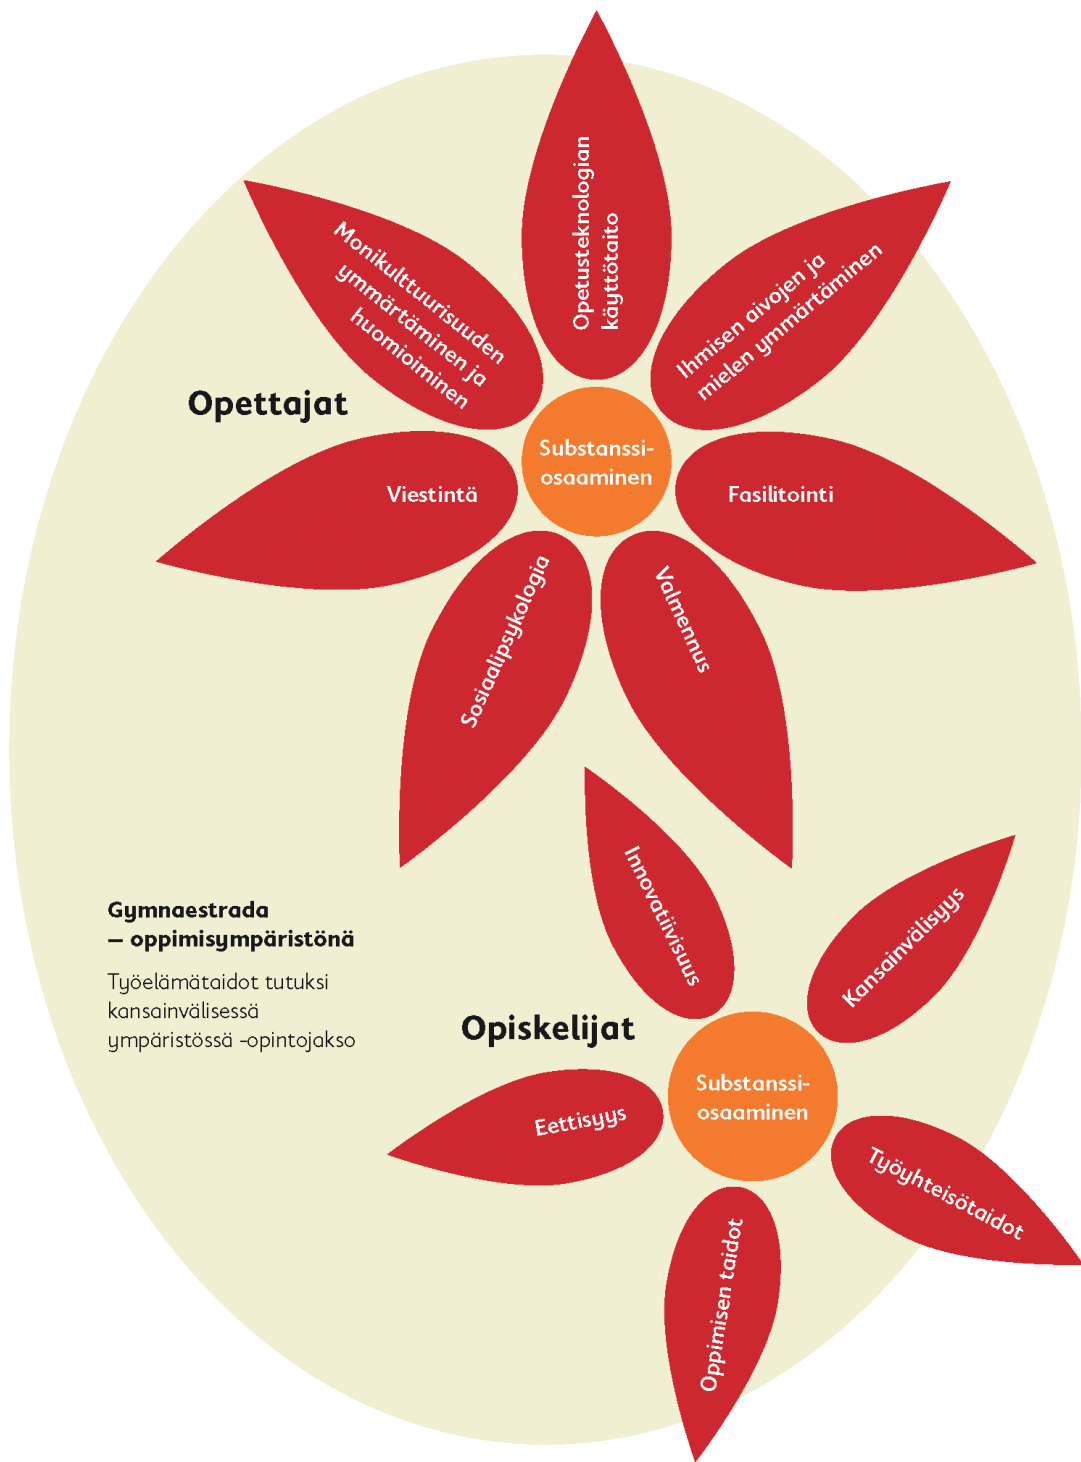 Opetusteknologian
käyttötaito
Monikulttuurisuuden
ymmärtäminen ja
huomioiminen
Ihmisen aivojen ja
mielen ymmärtäminen
Opettajat
Substanssi-
osaaminen
Viestintä
Fasilitointi
Sosiaalipsykologia
Valmennus
Gymnaestrada
– oppimisympäristönä
Työelämätaidot tutuksi
kansainvälisessä
ympäristössä -opintojakso
Innovatiivisuus
Kansainvälisyys
Opiskelijat
Substanssi-
osaaminen
Eettisyys
Työyhteisötaidot
Oppimisen taidot